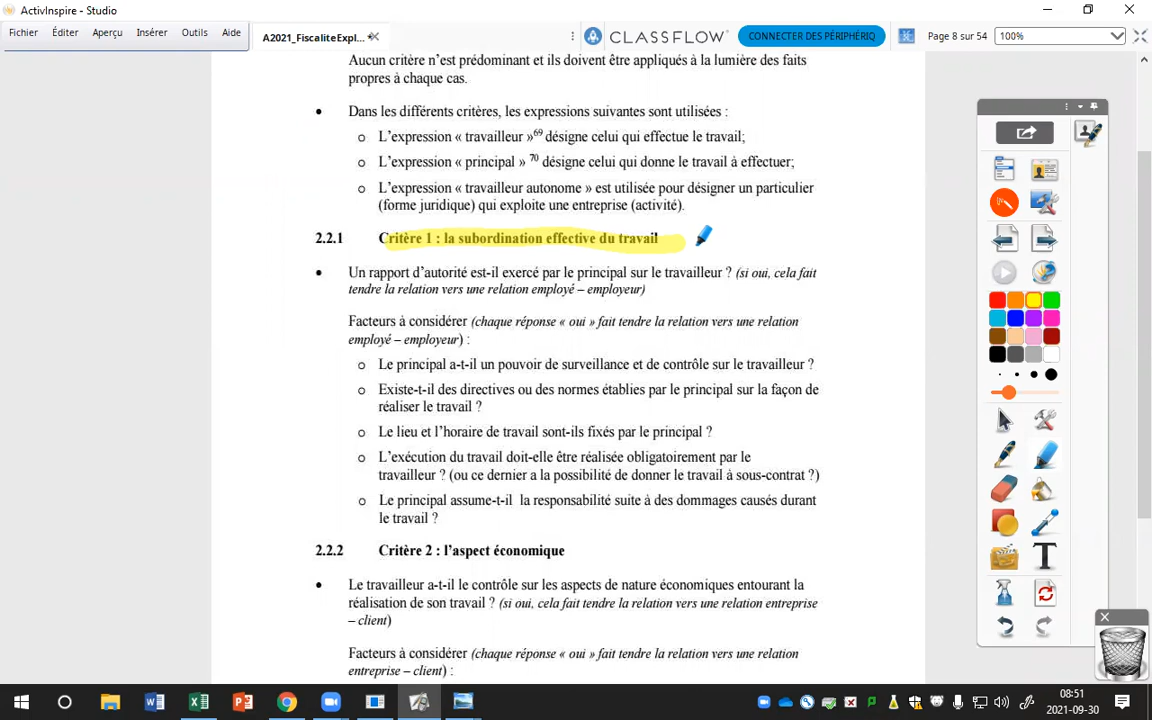 ActivInspire - Studio
Fichier Éditer Aperçu Insérer Outils Aide
A2021_FiscaliteExpl...
CLASSFLOW
CONNECTER DES PÉRIPHÉRIQ
Page 8 sur 54
100%
Aucun critère n'est prédominant et ils doivent être appliqués à la lumière des faits
propres à chaque cas.
• Dans les différents critères, les expressions suivantes sont utilisées :
o L'expression « travailleur »69 désigne celui qui effectue le travail;
o L'expression « principal » 70 désigne celui qui donne le travail à effectuer;
o L'expression « travailleur autonome » est utilisée pour désigner un particulier
(forme juridique) qui exploite une entreprise (activité).
2.2.1 Critère 1 : la subordination effective du travail
• Un rapport d'autorité est-il exercé par le principal sur le travailleur ? (si oui, cela fait
tendre la relation vers une relation employé – employeur)
Facteurs à considérer (chaque réponse « oui » fait tendre la relation vers une relation
employé – employeur) :
o Le principal a-t-il un pouvoir de surveillance et de contrôle sur le travailleur ?
o Existe-t-il des directives ou des normes établies par le principal sur la façon de
réaliser le travail ?
o Le lieu et l'horaire de travail sont-ils fixés par le principal ?
o L'exécution du travail doit-elle être réalisée obligatoirement par le
travailleur ? (ou ce dernier a la possibilité de donner le travail à sous-contrat ?)
o Le principal assume-t-il la responsabilité suite à des dommages causés durant
le travail ?
2.2.2 Critère 2 : l'aspect économique
• Le travailleur a-t-il le contrôle sur les aspects de nature économiques entourant la
réalisation de son travail ? (si oui, cela fait tendre la relation vers une relation entreprise
– client)
Facteurs à considérer (chaque réponse « oui » fait tendre la relation vers une relation
entreprise – client) :
08:51
2021-09-30